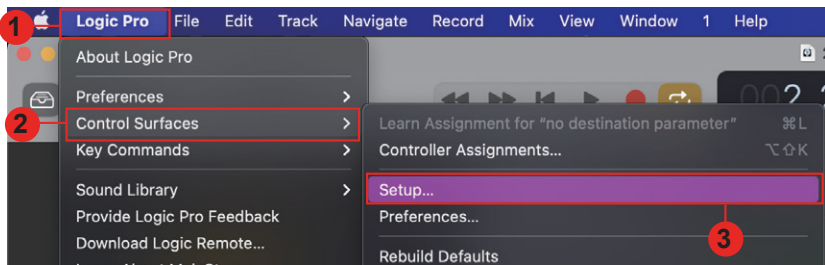 1 Logic Pro File Edit Track Navigate Record Mix View Window 1 Help
About Logic Pro
Preferences >
2 Control Surfaces >
Key Commands >
Sound Library >
Provide Logic Pro Feedback
Download Logic Remote...
Learn Assignment for “no destination parameter” ⌘L
Controller Assignments... ⌥⇧K
Setup...
Preferences...
3
Rebuild Defaults